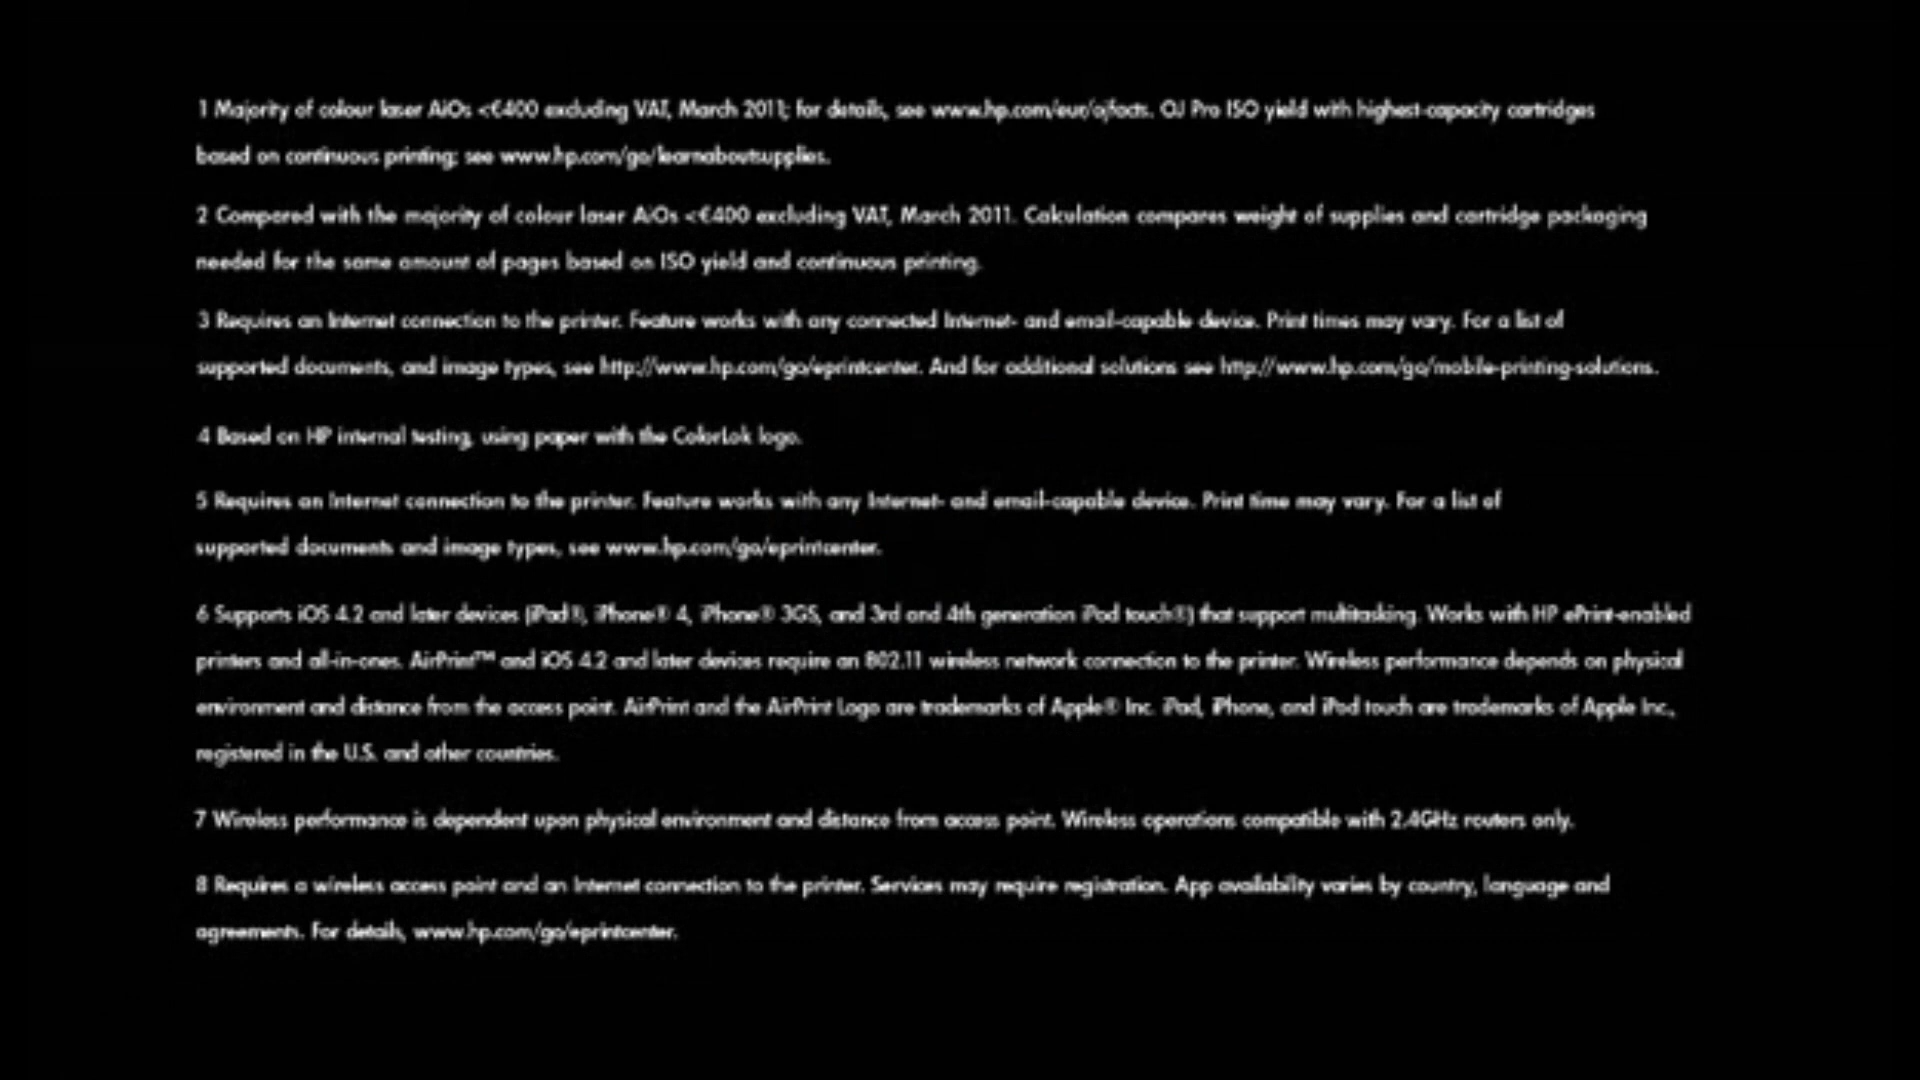 1 Majority of colour laser AiOs <€400 excluding VAT, March 2011; for details, see www.hp.com/eur/ojfacts. OJ Pro ISO yield with highest-capacity cartridges
based on continuous printing; see www.hp.com/go/learnaboutsupplies.
2 Compared with the majority of colour laser AiOs <€400 excluding VAT, March 2011. Calculation compares weight of supplies and cartridge packaging
needed for the same amount of pages based on ISO yield and continuous printing.
3 Requires an Internet connection to the printer. Feature works with any connected Internet- and email-capable device. Print times may vary. For a list of
supported documents, and image types, see http://www.hp.com/go/eprintcenter. And for additional solutions see http://www.hp.com/go/mobile-printing-solutions.
4 Based on HP internal testing, using paper with the ColorLok logo.
5 Requires an Internet connection to the printer. Feature works with any Internet- and email-capable device. Print time may vary. For a list of
supported documents and image types, see www.hp.com/go/eprintcenter.
6 Supports iOS 4.2 and later devices (iPad®, iPhone® 4, iPhone® 3GS, and 3rd and 4th generation iPod touch®) that support multitasking. Works with HP ePrint-enabled
printers and all-in-ones. AirPrint™ and iOS 4.2 and later devices require an 802.11 wireless network connection to the printer. Wireless performance depends on physical
environment and distance from the access point. AirPrint and the AirPrint Logo are trademarks of Apple® Inc. iPad, iPhone, and iPod touch are trademarks of Apple Inc.,
registered in the U.S. and other countries.
7 Wireless performance is dependent upon physical environment and distance from access point. Wireless operations compatible with 2.4GHz routers only.
8 Requires a wireless access point and an Internet connection to the printer. Services may require registration. App availability varies by country, language and
agreements. For details, www.hp.com/go/eprintcenter.